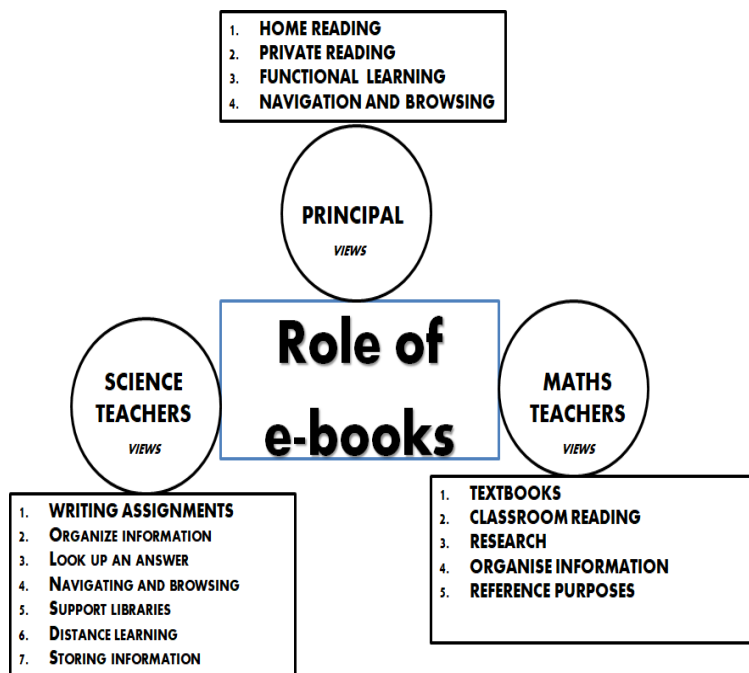 1. HOME READING
2. PRIVATE READING
3. FUNCTIONAL LEARNING
4. NAVIGATION AND BROWSING
PRINCIPAL
VIEWS
Role of
e-books
SCIENCE
TEACHERS
VIEWS
MATHS
TEACHERS
VIEWS
1. WRITING ASSIGNMENTS
2. ORGANIZE INFORMATION
3. LOOK UP AN ANSWER
4. NAVIGATING AND BROWSING
5. SUPPORT LIBRARIES
6. DISTANCE LEARNING
7. STORING INFORMATION
1. TEXTBOOKS
2. CLASSROOM READING
3. RESEARCH
4. ORGANISE INFORMATION
5. REFERENCE PURPOSES